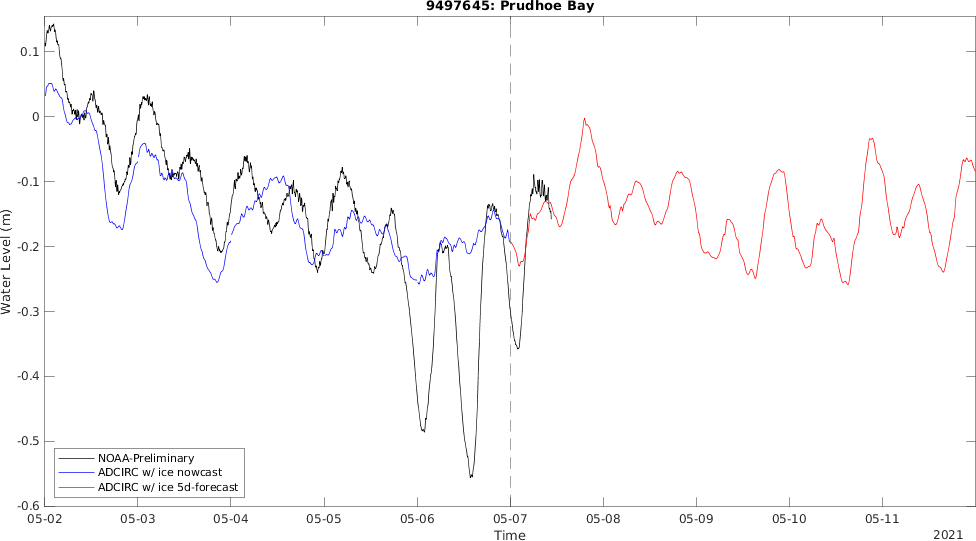 9497645: Prudhoe Bay
0.1
0
-0.1
-0.2
-0.3
-0.4
-0.5
-0.6
Water Level (m)
NOAA-Preliminary
ADCIRC w/ ice nowcast
ADCIRC w/ ice 5d-forecast
05-02 05-03 05-04 05-05 05-06 05-07 05-08 05-09 05-10 05-11
Time
2021